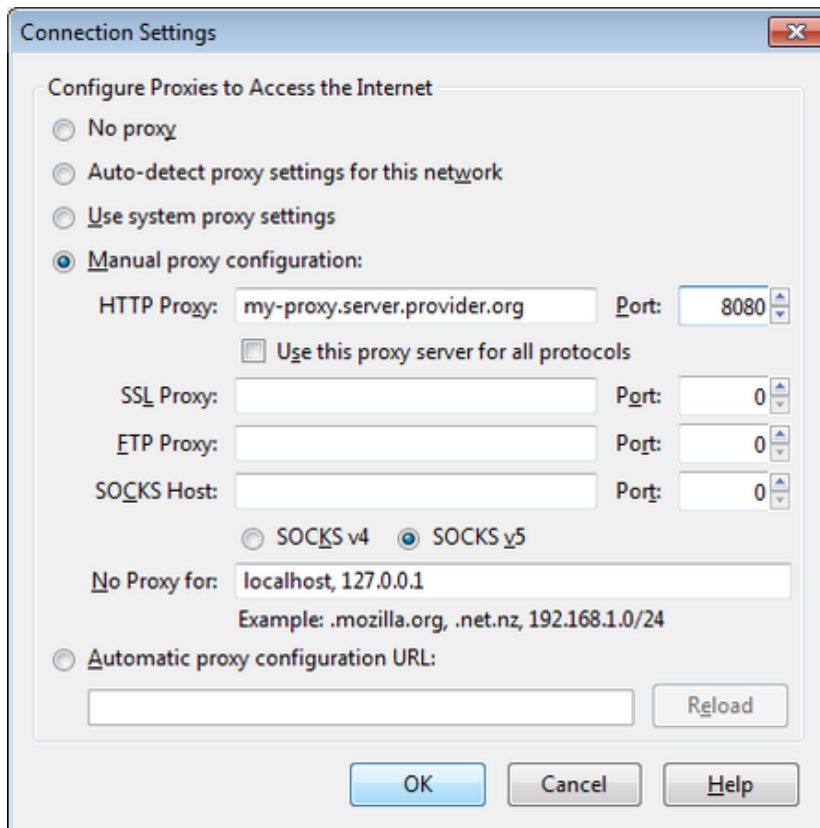 Connection Settings
Configure Proxies to Access the Internet
No proxy
Auto-detect proxy settings for this network
Use system proxy settings
Manual proxy configuration:
HTTP Proxy: my-proxy.server.provider.org Port: 8080
Use this proxy server for all protocols
SSL Proxy: Port: 0
FTP Proxy: Port: 0
SOCKS Host: Port: 0
SOCKS v4 SOCKS v5
No Proxy for: localhost, 127.0.0.1
Example: .mozilla.org, .net.nz, 192.168.1.0/24
Automatic proxy configuration URL:
Reload
OK Cancel Help